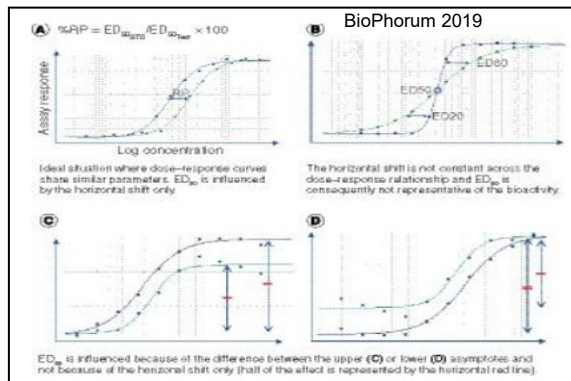 BioPhorum 2019
A
%RP = ED50STD/ED50Test × 100
Assay response
RP
Log concentration
Ideal situation where dose–response curves
share similar parameters. ED50 is influenced
by the horizontal shift only.
B
ED80
ED50
ED20
The horizontal shift is not constant across the
dose–response relationship and ED50 is
consequently not representative of the bioactivity.
C
D
ED50 is influenced because of the difference between the upper (C) or lower (D) asymptotes and
not because of the horizonal shift only (half of the effect is represented by the horizontal red line).